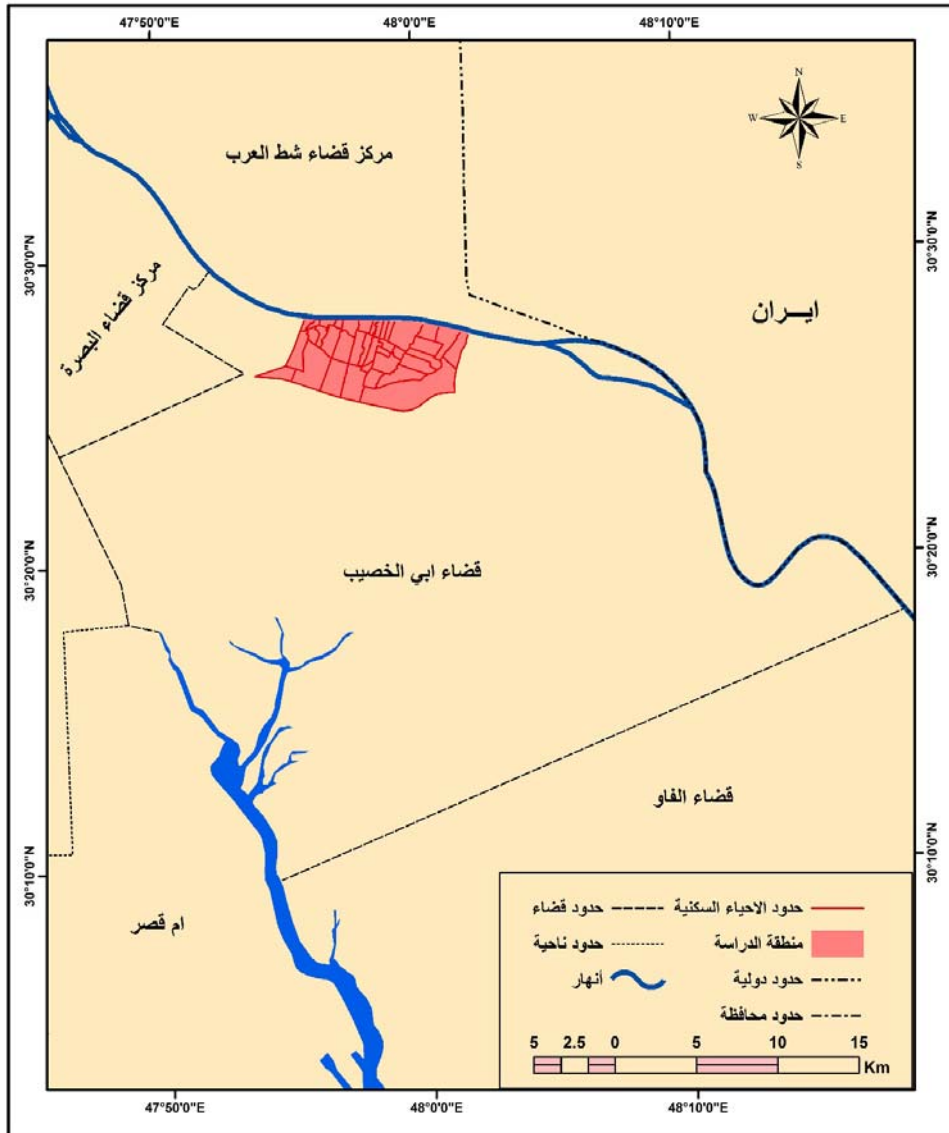 47°50'0"E
48°0'0"E
48°10'0"E
N
W
E
S
مركز قضاء شط العرب
30°30'0"N
30°30'0"N
مركز قضاء البصرة
ايــران
30°20'0"N
30°20'0"N
قضاء ابي الخصيب
قضاء الفاو
30°10'0"N
30°10'0"N
ام قصر
حدود الاحياء السكنية
حدود قضاء
منطقة الدراسة
حدود ناحية
حدود دولية
أنهار
حدود محافظة
5 2.5 0 5 10 15
Km
47°50'0"E
48°0'0"E
48°10'0"E